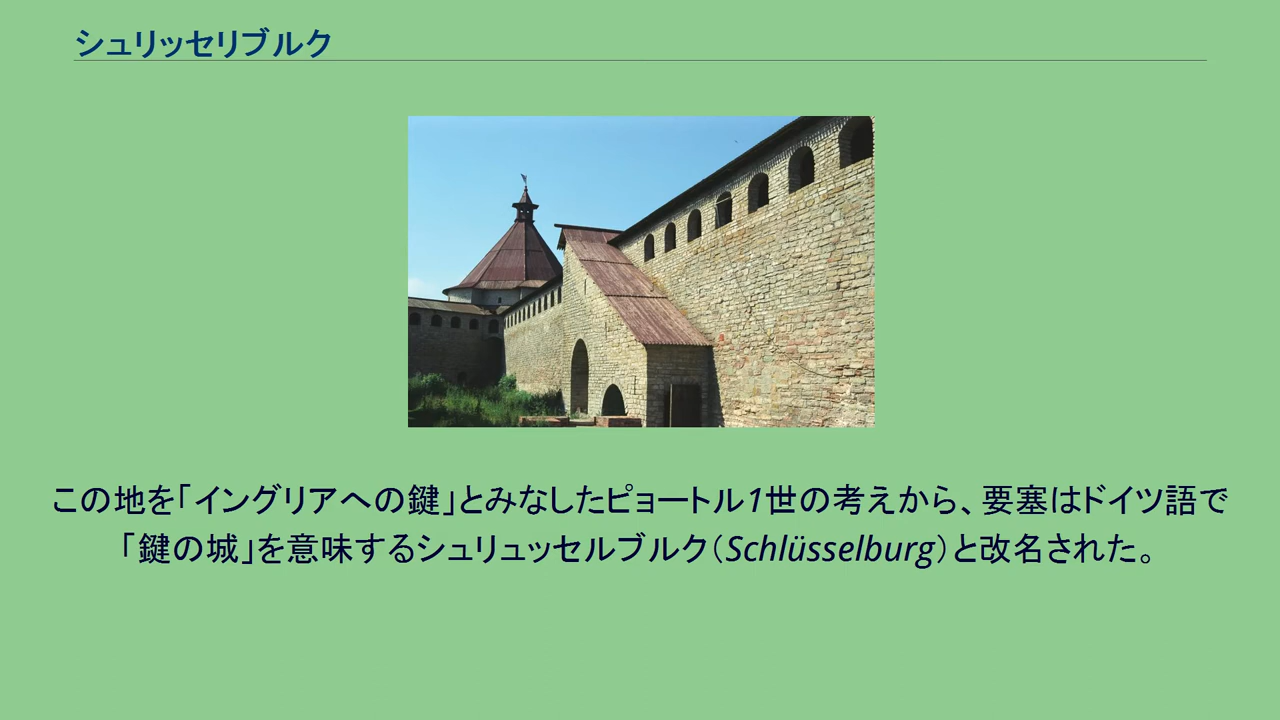 シュリッセリブルク
この地を「イングリアへの鍵」とみなしたピョートル1世の考えから、要塞はドイツ語で
「鍵の城」を意味するシュリュッセルブルク（Schlüsselburg）と改名された。